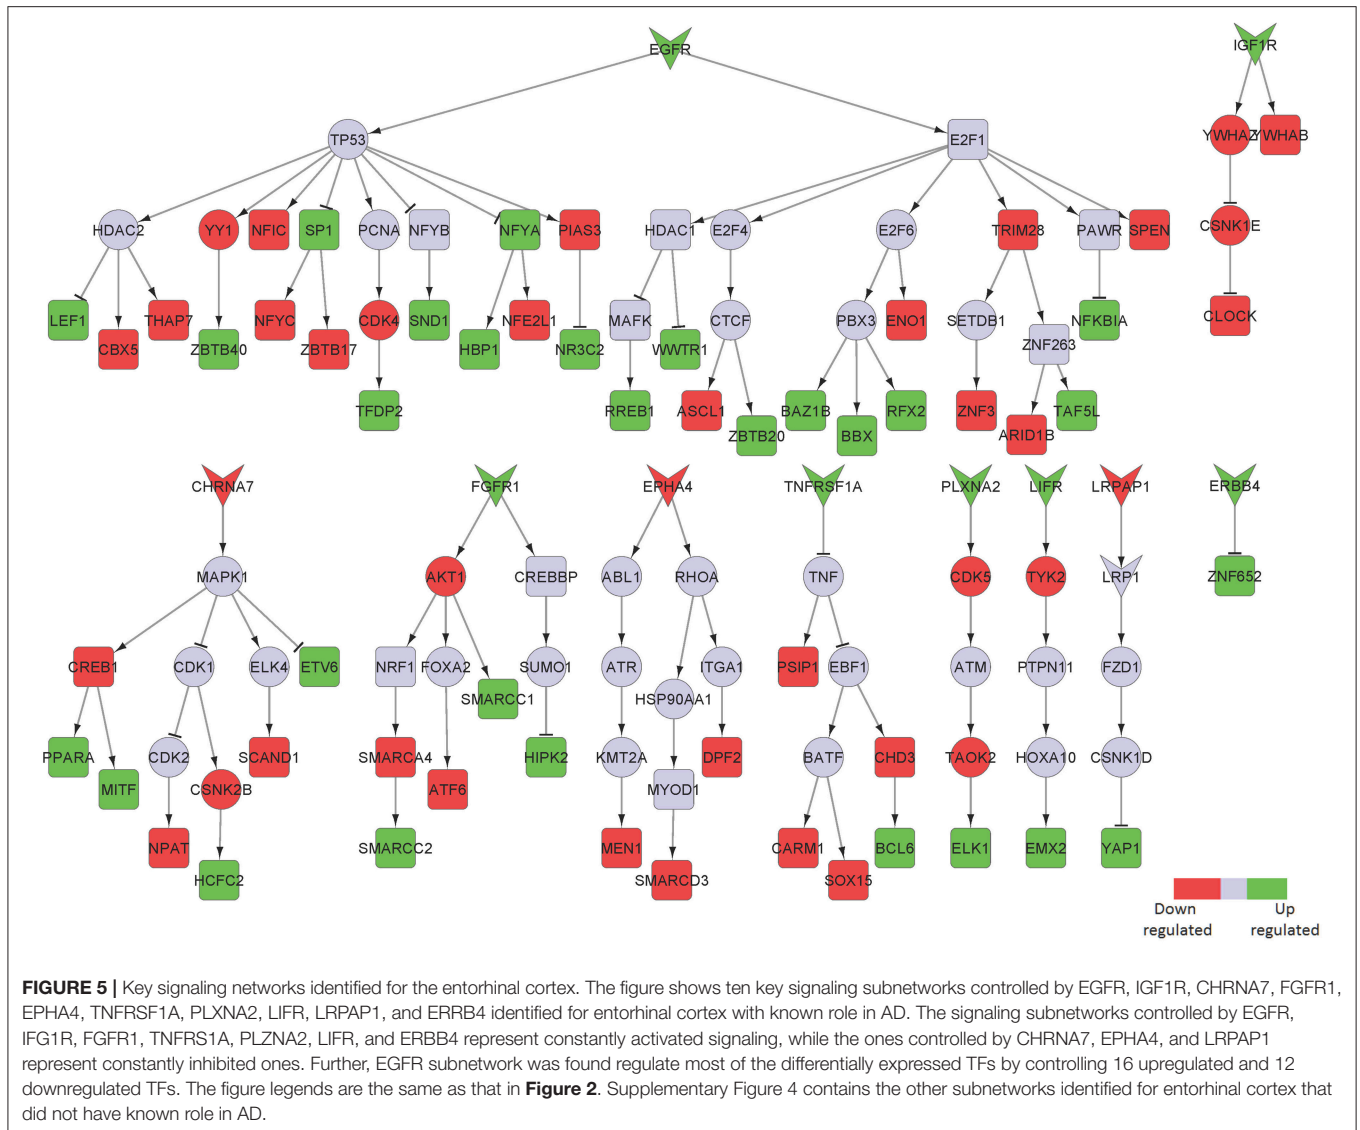 EGFR
IGF1R
TP53
E2F1
YWHAZ
YWHAB
HDAC2
YY1
NFIC
SP1
PCNA
NFYB
NFYA
PIAS3
HDAC1
E2F4
E2F6
TRIM28
PAWR
SPEN
CSNK1E
LEF1
CBX5
THAP7
ZBTB40
NFYC
ZBTB17
CDK4
SND1
HBP1
NFE2L1
NR3C2
MAFK
WWTR1
CTCF
PBX3
ENO1
SETDB1
ZNF263
NFKBIA
CLOCK
TFDP2
RREB1
ASCL1
ZBTB20
BAZ1B
BBX
RFX2
ZNF3
ARID1B
TAF5L
CHRNA7
FGFR1
EPHA4
TNFRSF1A
PLXNA2
LIFR
LRPAP1
ERBB4
MAPK1
AKT1
CREBBP
ABL1
RHOA
TNF
CDK5
TYK2
LRP1
ZNF652
CREB1
CDK1
ELK4
ETV6
NRF1
FOXA2
SMARCC1
SUMO1
ATR
HSP90AA1
ITGA1
PSIP1
EBF1
ATM
PTPN11
FZD1
PPARA
MITF
CDK2
CSNK2B
SCAND1
SMARCA4
ATF6
HIPK2
KMT2A
MYOD1
DPF2
BATF
CHD3
TAOK2
HOXA10
CSNK1D
NPAT
HCFC2
SMARCC2
MEN1
SMARCD3
CARM1
SOX15
BCL6
ELK1
EMX2
YAP1
Down regulated
Up regulated
FIGURE 5 | Key signaling networks identified for the entorhinal cortex. The figure shows ten key signaling subnetworks controlled by EGFR, IGF1R, CHRNA7, FGFR1,
EPHA4, TNFRSF1A, PLXNA2, LIFR, LRPAP1, and ERRB4 identified for entorhinal cortex with known role in AD. The signaling subnetworks controlled by EGFR,
IFG1R, FGFR1, TNFRS1A, PLZNA2, LIFR, and ERBB4 represent constantly activated signaling, while the ones controlled by CHRNA7, EPHA4, and LRPAP1
represent constantly inhibited ones. Further, EGFR subnetwork was found regulate most of the differentially expressed TFs by controlling 16 upregulated and 12
downregulated TFs. The figure legends are the same as that in Figure 2. Supplementary Figure 4 contains the other subnetworks identified for entorhinal cortex that
did not have known role in AD.